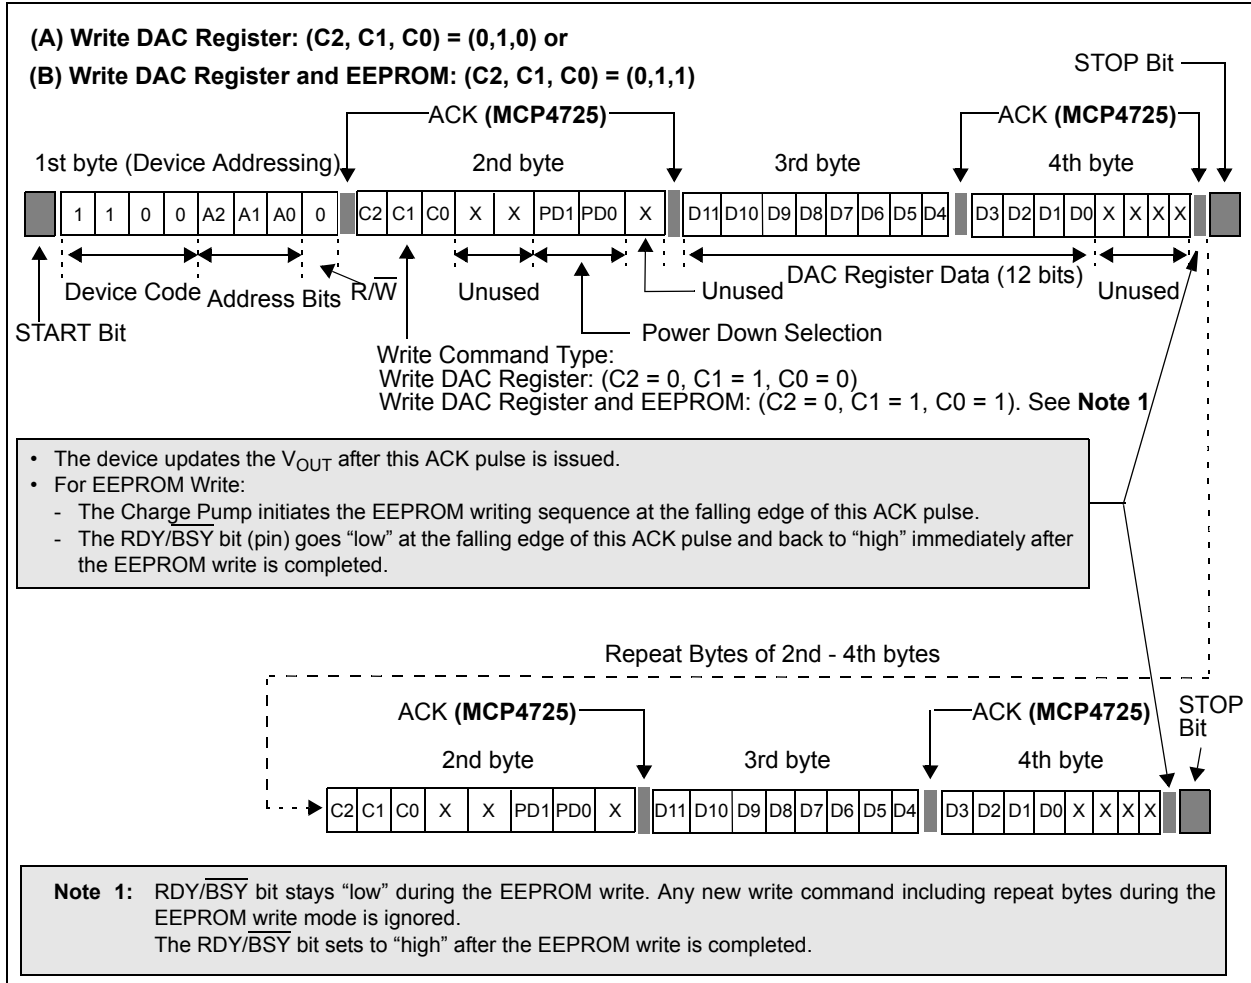 (A) Write DAC Register: (C2, C1, C0) = (0,1,0) or
(B) Write DAC Register and EEPROM: (C2, C1, C0) = (0,1,1)
STOP Bit
ACK (MCP4725)
ACK (MCP4725)
1st byte (Device Addressing)
2nd byte
3rd byte
4th byte
1 1 0 0 A2 A1 A0 0 C2 C1 C0 X X PD1 PD0 X D11 D10 D9 D8 D7 D6 D5 D4 D3 D2 D1 D0 X X X X
Device Code
Address Bits
R/W̅
Unused
Unused
DAC Register Data (12 bits)
Unused
START Bit
Power Down Selection
Write Command Type:
Write DAC Register: (C2 = 0, C1 = 1, C0 = 0)
Write DAC Register and EEPROM: (C2 = 0, C1 = 1, C0 = 1). See Note 1
• The device updates the VOUT after this ACK pulse is issued.
• For EEPROM Write:
- The Charge Pump initiates the EEPROM writing sequence at the falling edge of this ACK pulse.
- The RDY/B̅S̅Y̅ bit (pin) goes “low” at the falling edge of this ACK pulse and back to “high” immediately after
the EEPROM write is completed.
Repeat Bytes of 2nd - 4th bytes
ACK (MCP4725)
ACK (MCP4725)
STOP
Bit
2nd byte
3rd byte
4th byte
C2 C1 C0 X X PD1 PD0 X D11 D10 D9 D8 D7 D6 D5 D4 D3 D2 D1 D0 X X X X
Note 1: RDY/B̅S̅Y̅ bit stays “low” during the EEPROM write. Any new write command including repeat bytes during the
EEPROM write mode is ignored.
The RDY/B̅S̅Y̅ bit sets to “high” after the EEPROM write is completed.